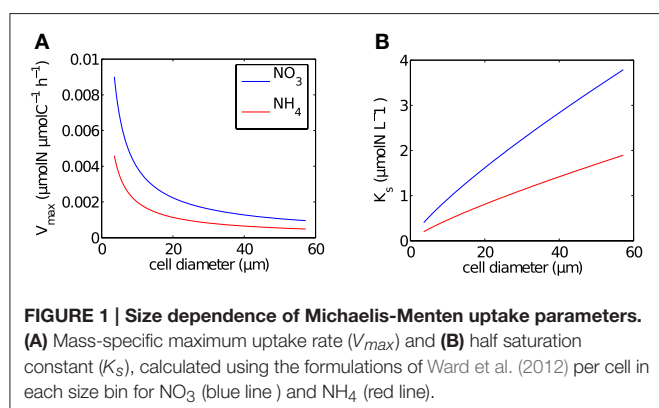 A
B
0.01
0.008
0.006
0.004
0.002
0
V_max (μmolN μmolC⁻¹ h⁻¹)
NO₃
NH₄
0 20 40 60
cell diameter (μm)
4
3
2
1
0
K_s (μmolN L⁻1)
0 20 40 60
cell diameter (μm)
FIGURE 1 | Size dependence of Michaelis-Menten uptake parameters.
(A) Mass-specific maximum uptake rate (V_max) and (B) half saturation
constant (K_s), calculated using the formulations of Ward et al. (2012) per cell in
each size bin for NO₃ (blue line ) and NH₄ (red line).